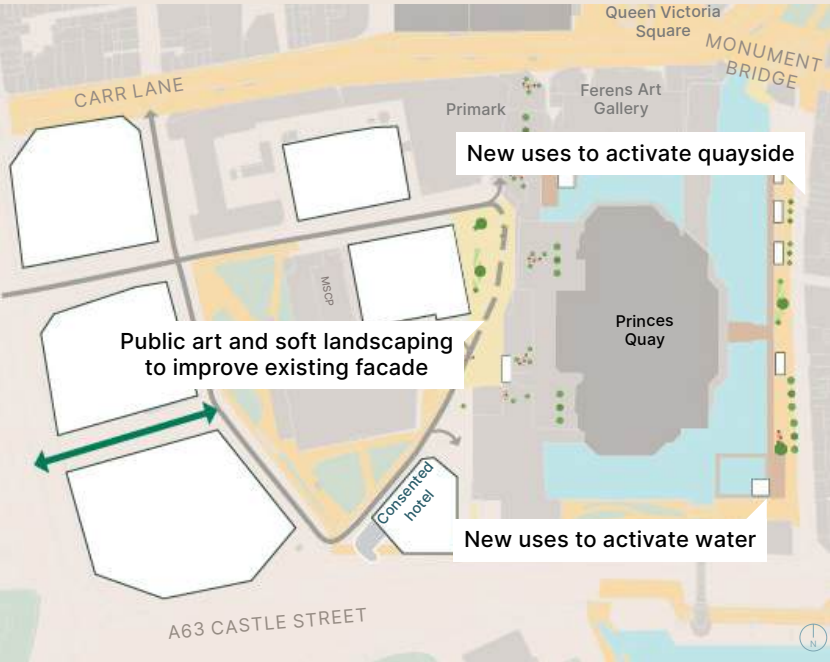 Queen Victoria
Square
MONUMENT
BRIDGE
CARR LANE
Primark
Ferens Art
Gallery
New uses to activate quayside
MSCP
Princes
Quay
Public art and soft landscaping
to improve existing facade
Consented
hotel
New uses to activate water
A63 CASTLE STREET
N